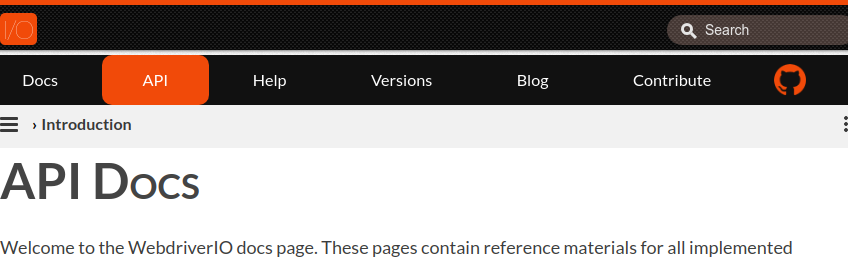 I/O
Search
Docs API Help Versions Blog Contribute
› Introduction
API Docs
Welcome to the WebdriverIO docs page. These pages contain reference materials for all implemented